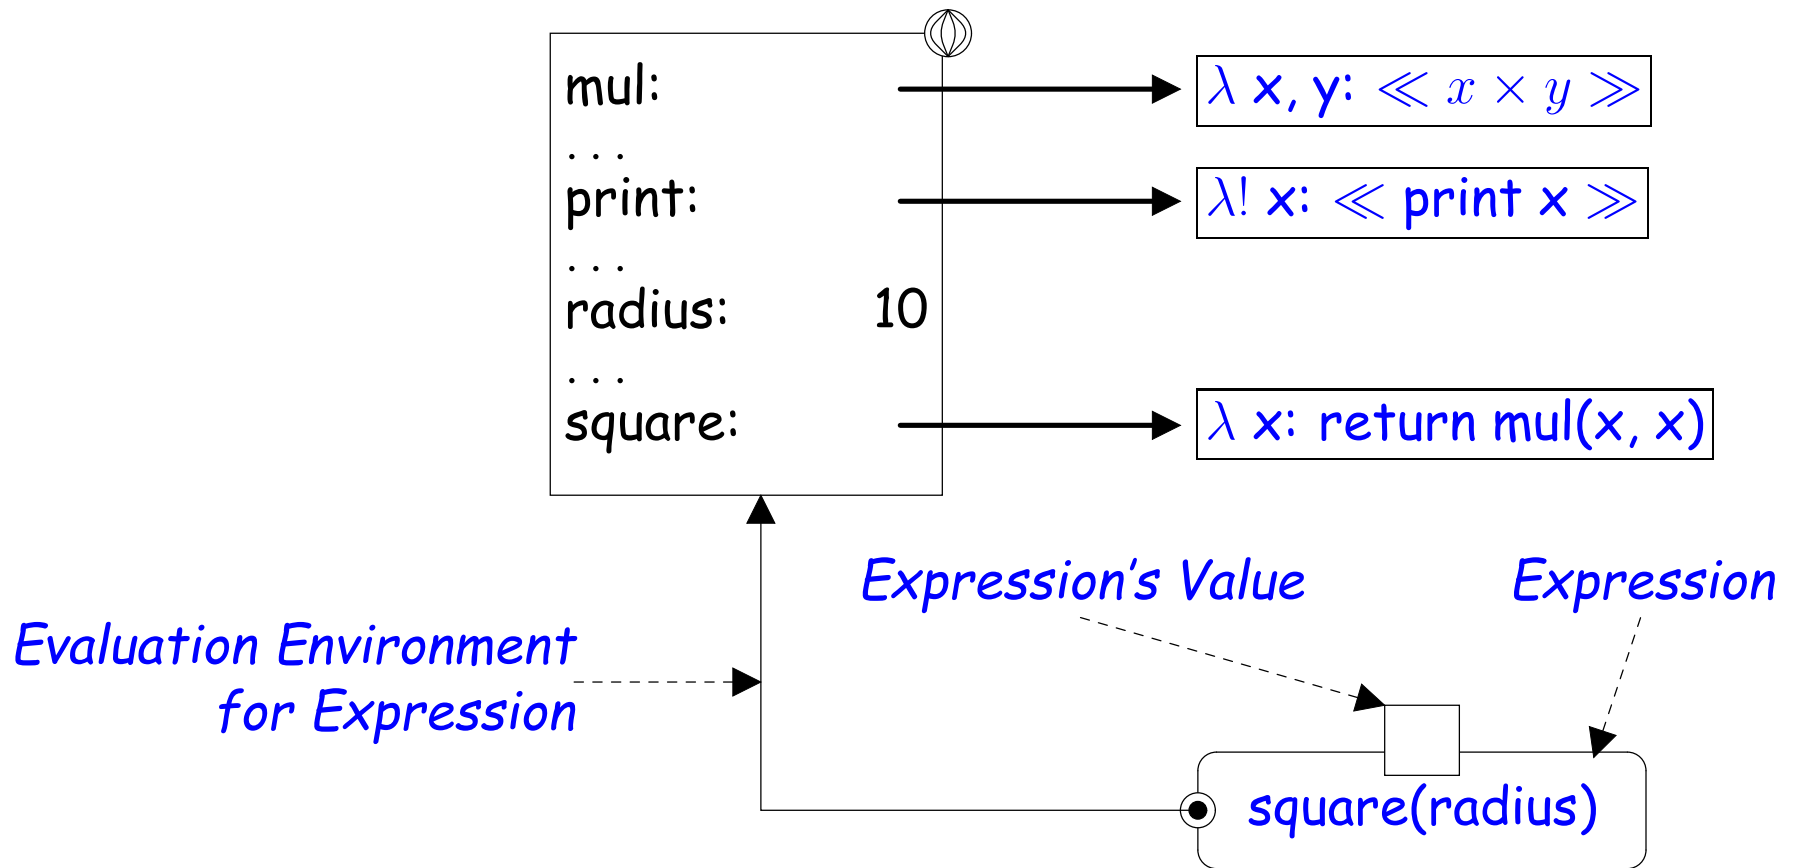 mul:
λ x, y: ≪ x × y ≫
. . .
print:
λ! x: ≪ print x ≫
. . .
radius: 10
. . .
square:
λ x: return mul(x, x)
Expression's Value
Expression
Evaluation Environment
for Expression
square(radius)